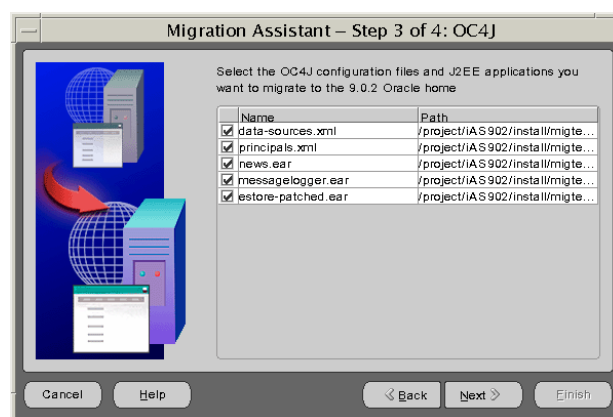 Migration Assistant – Step 3 of 4: OC4J
Select the OC4J configuration files and J2EE applications you
want to migrate to the 9.0.2 Oracle home
Name Path
data-sources.xml /project/iAS902/install/migte...
principals.xml /project/iAS902/install/migte...
news.ear /project/iAS902/install/migte...
messagelogger.ear /project/iAS902/install/migte...
estore-patched.ear /project/iAS902/install/migte...
Cancel Help Back Next Finish